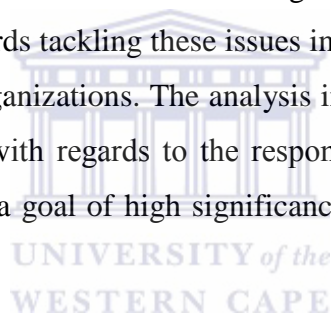 rds tackling these issues in
ganizations. The analysis i
with regards to the respon
a goal of high significanc
UNIVERSITY of the
WESTERN CAPE